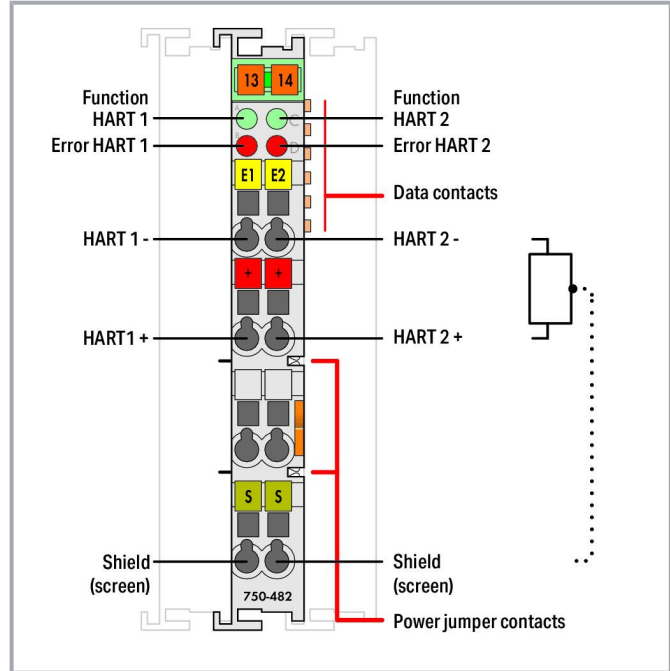 13 14
Function
HART 1
Function
HART 2
A C
Error HART 1
Error HART 2
D
E1 E2
Data contacts
HART 1 -
HART 2 -
+ +
HART1 +
HART 2 +
S S
Shield
(screen)
Shield
(screen)
750-482
Power jumper contacts